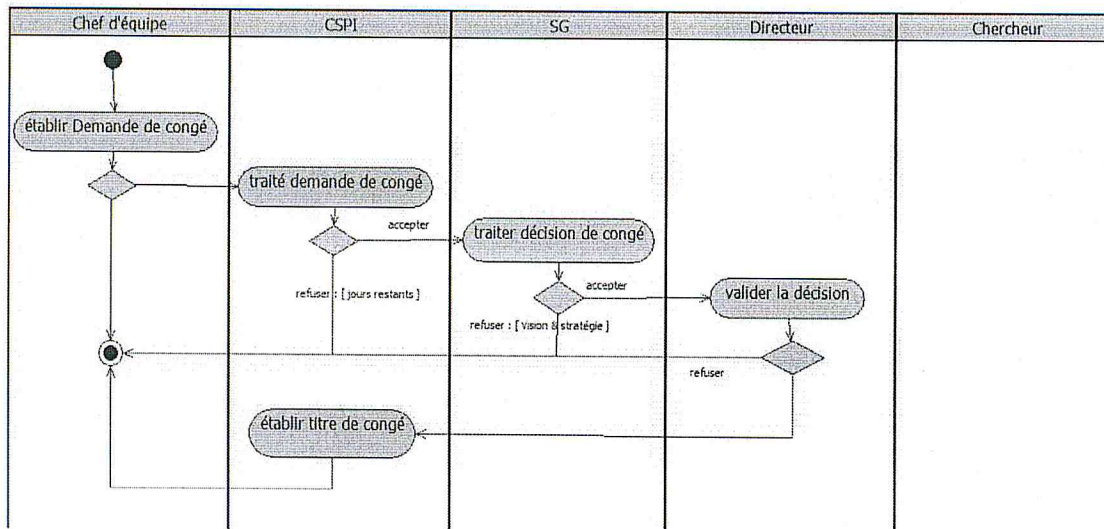 Chef d'équipe
CSPI
SG
Directeur
Chercheur
établir Demande de congé
traité demande de congé
accepter
traiter décision de congé
refuser : [ jours restants ]
accepter
valider la décision
refuser : [ Vision & stratégie ]
refuser
établir titre de congé